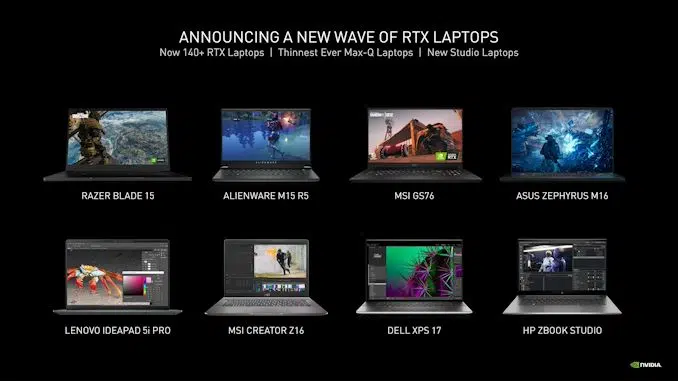 ANNOUNCING A NEW WAVE OF RTX LAPTOPS
Now 140+ RTX Laptops | Thinnest Ever Max-Q Laptops | New Studio Laptops
ALIENWARE
RAZER BLADE 15
ALIENWARE M15 R5
MSI GS76
ASUS ZEPHYRUS M16
LENOVO IDEAPAD 5i PRO
MSI CREATOR Z16
DELL XPS 17
HP ZBOOK STUDIO
NVIDIA.